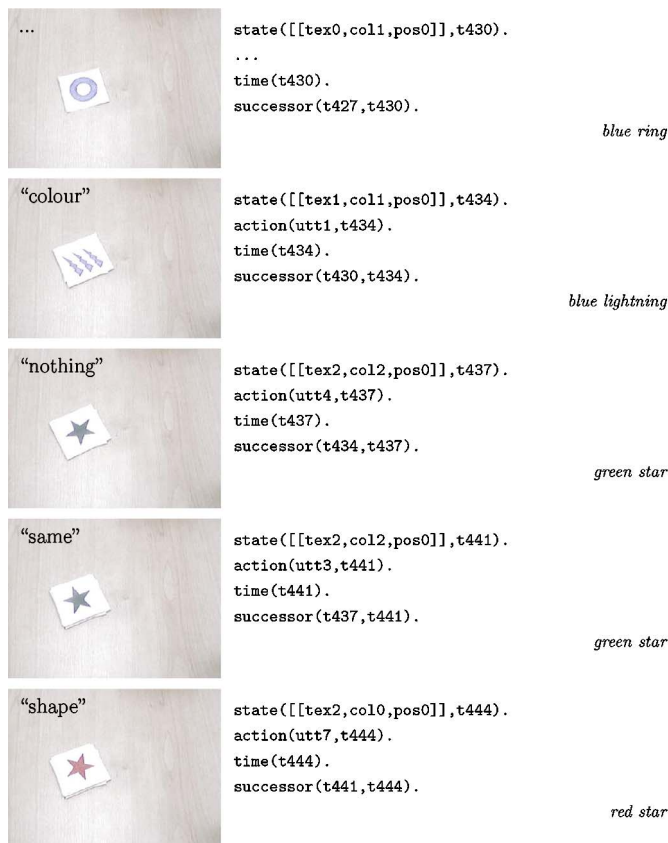 ...
state([[tex0,col1,pos0]],t430).
...
time(t430).
successor(t427,t430).
blue ring
“colour”
state([[tex1,col1,pos0]],t434).
action(utt1,t434).
time(t434).
successor(t430,t434).
blue lightning
“nothing”
state([[tex2,col2,pos0]],t437).
action(utt4,t437).
time(t437).
successor(t434,t437).
green star
“same”
state([[tex2,col2,pos0]],t441).
action(utt3,t441).
time(t441).
successor(t437,t441).
green star
“shape”
state([[tex2,col0,pos0]],t444).
action(utt7,t444).
time(t444).
successor(t441,t444).
red star